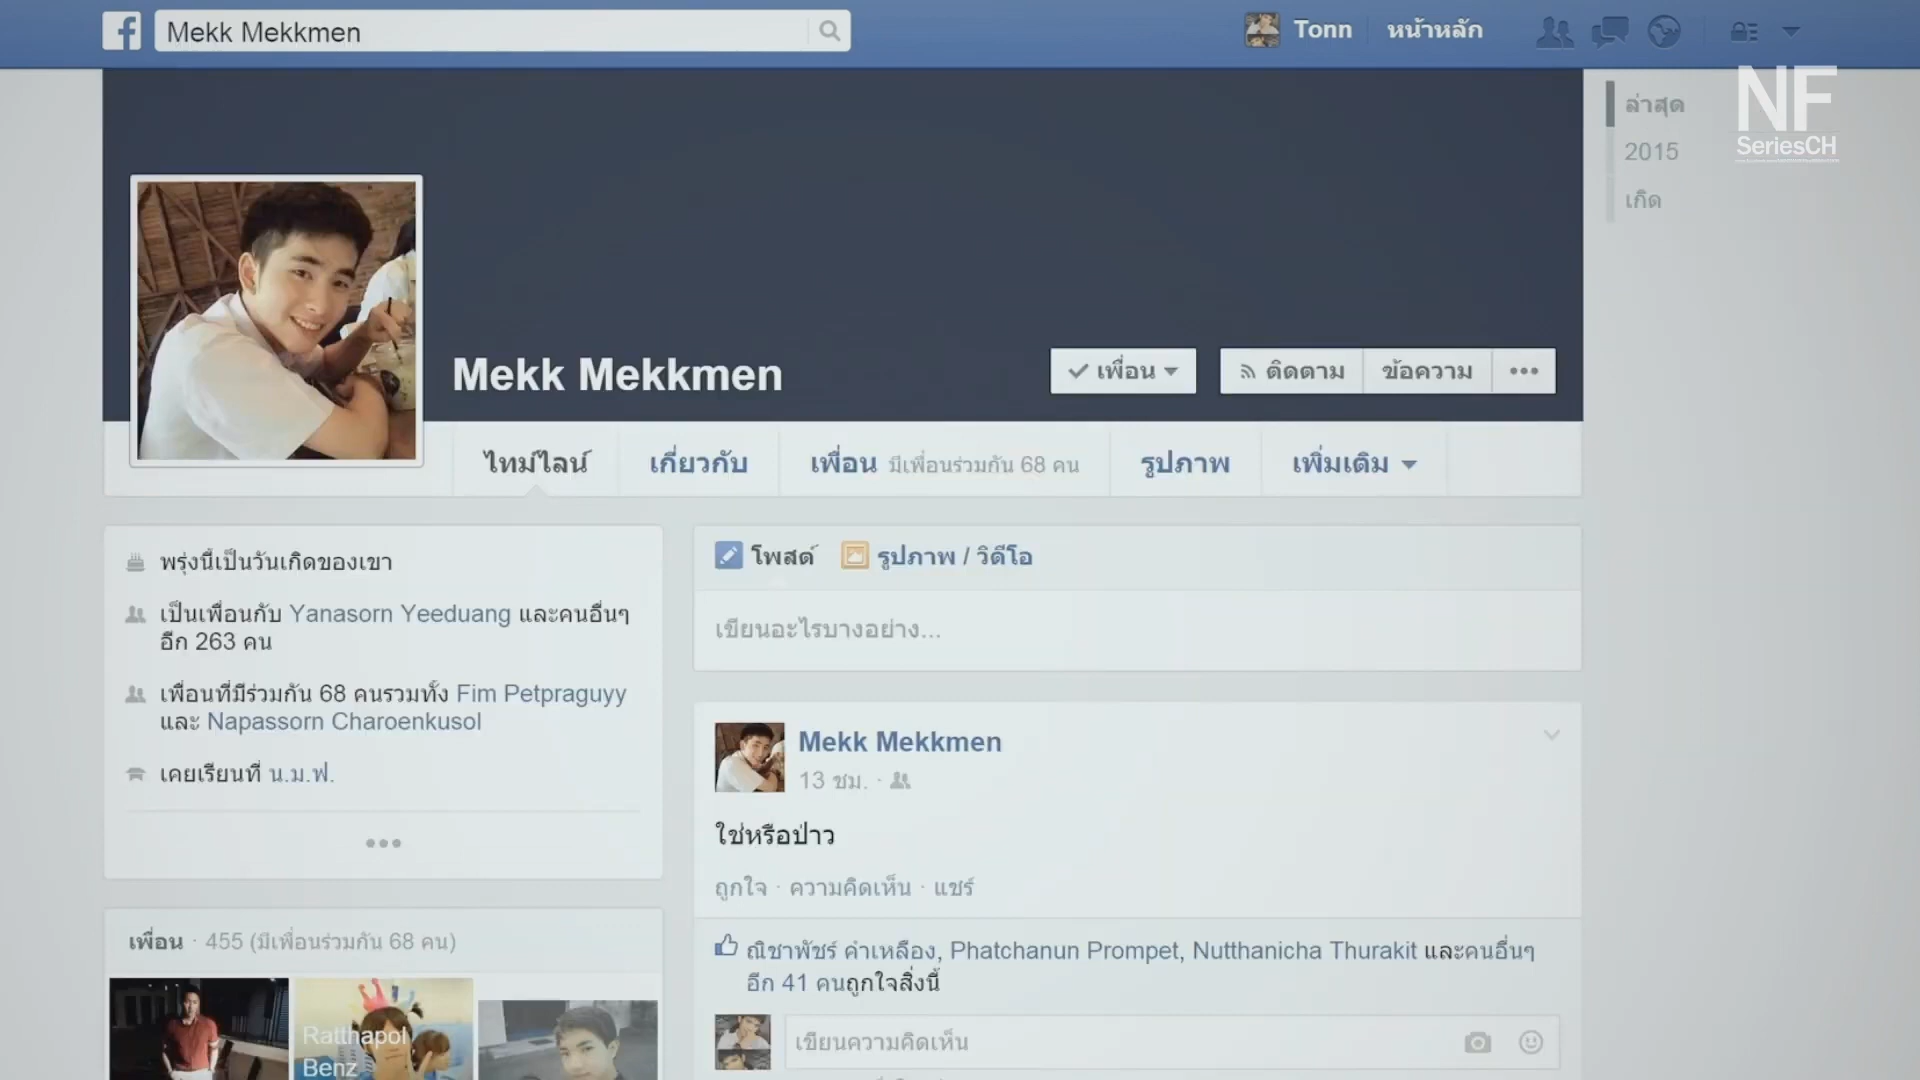 Mekk Mekkmen
Tonn
หน้าหลัก
NF
SeriesCH
ล่าสุด
2015
เกิด
Mekk Mekkmen
เพื่อน
ติดตาม
ข้อความ
ไทม์ไลน์
เกี่ยวกับ
เพื่อน มีเพื่อนร่วมกัน 68 คน
รูปภาพ
เพิ่มเติม
พรุ่งนี้เป็นวันเกิดของเขา
เป็นเพื่อนกับ Yanasorn Yeeduang และคนอื่นๆ
อีก 263 คน
เพื่อนที่มีร่วมกัน 68 คนรวมทั้ง Fim Petpraguyy
และ Napassorn Charoenkusol
เคยเรียนที่ น.ม.ฟ.
เพื่อน · 455 (มีเพื่อนร่วมกัน 68 คน)
Ratthapol
Benz
โพสต์
รูปภาพ / วิดีโอ
เขียนอะไรบางอย่าง...
Mekk Mekkmen
13 ชม. ·
ใช่หรือป่าว
ถูกใจ · ความคิดเห็น · แชร์
ณิชาพัชร์ คำเหลือง, Phatchanun Prompet, Nutthanicha Thurakit และคนอื่นๆ
อีก 41 คนถูกใจสิ่งนี้
เขียนความคิดเห็น